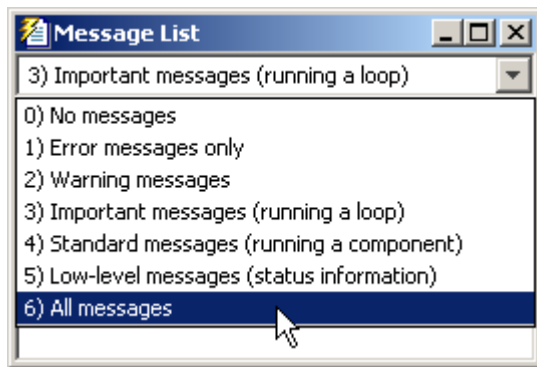 Message List
3) Important messages (running a loop)
0) No messages
1) Error messages only
2) Warning messages
3) Important messages (running a loop)
4) Standard messages (running a component)
5) Low-level messages (status information)
6) All messages